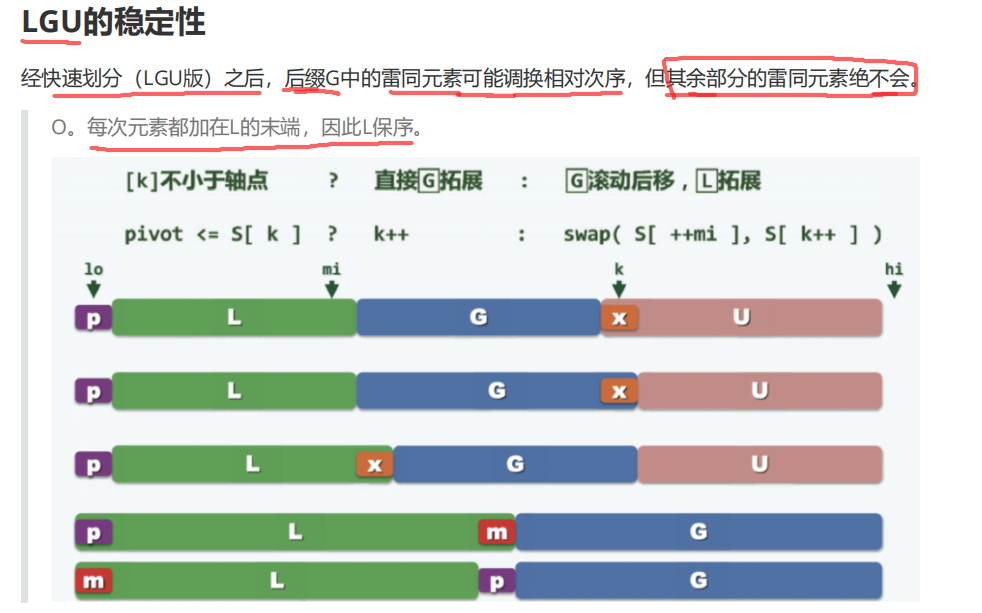 LGU的稳定性
经快速划分（LGU版）之后，后缀G中的雷同元素可能调换相对次序，但其余部分的雷同元素绝不会。
O。每次元素都加在L的末端，因此L保序。
[k]不小于轴点 ? 直接G拓展 : G滚动后移，L拓展
pivot <= S[ k ] ? k++ : swap( S[ ++mi ], S[ k++ ] )
lo mi k hi
p L G x U
p L G x U
p L x G U
p L m G
m L p G